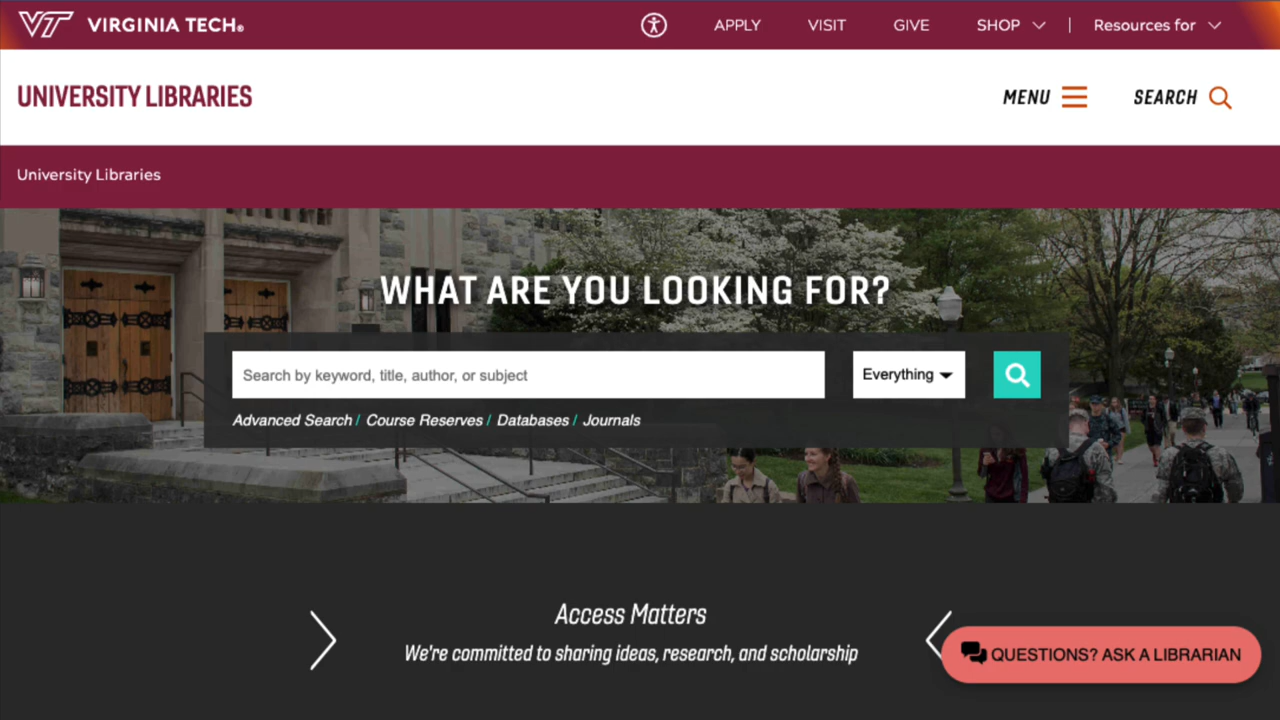 VT VIRGINIA TECH® APPLY VISIT GIVE SHOP | Resources for
UNIVERSITY LIBRARIES MENU SEARCH
University Libraries
WHAT ARE YOU LOOKING FOR?
Search by keyword, title, author, or subject Everything
Advanced Search / Course Reserves / Databases / Journals
Access Matters
We're committed to sharing ideas, research, and scholarship
QUESTIONS? ASK A LIBRARIAN